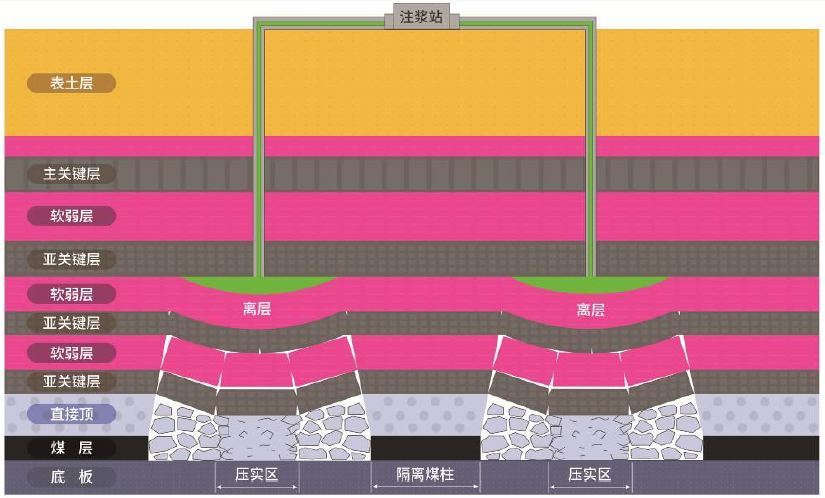 注浆站
表土层
主关键层
软弱层
亚关键层
软弱层
离层
离层
亚关键层
软弱层
亚关键层
直接顶
煤 层
底 板
压实区
隔离煤柱
压实区